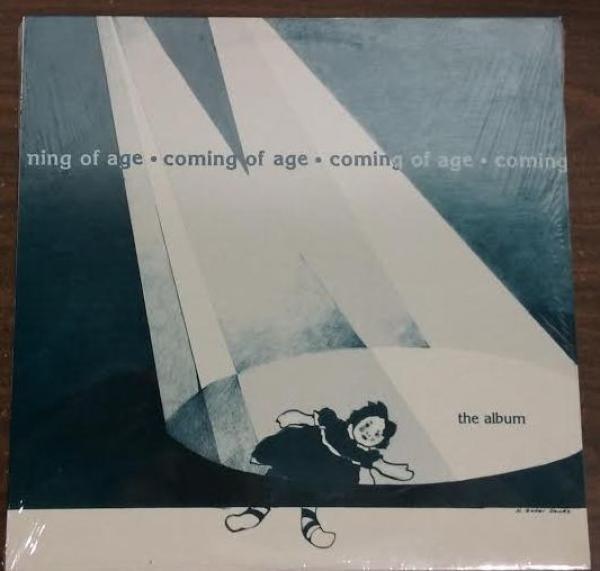 ning of age • coming of age • coming of age • coming
the album